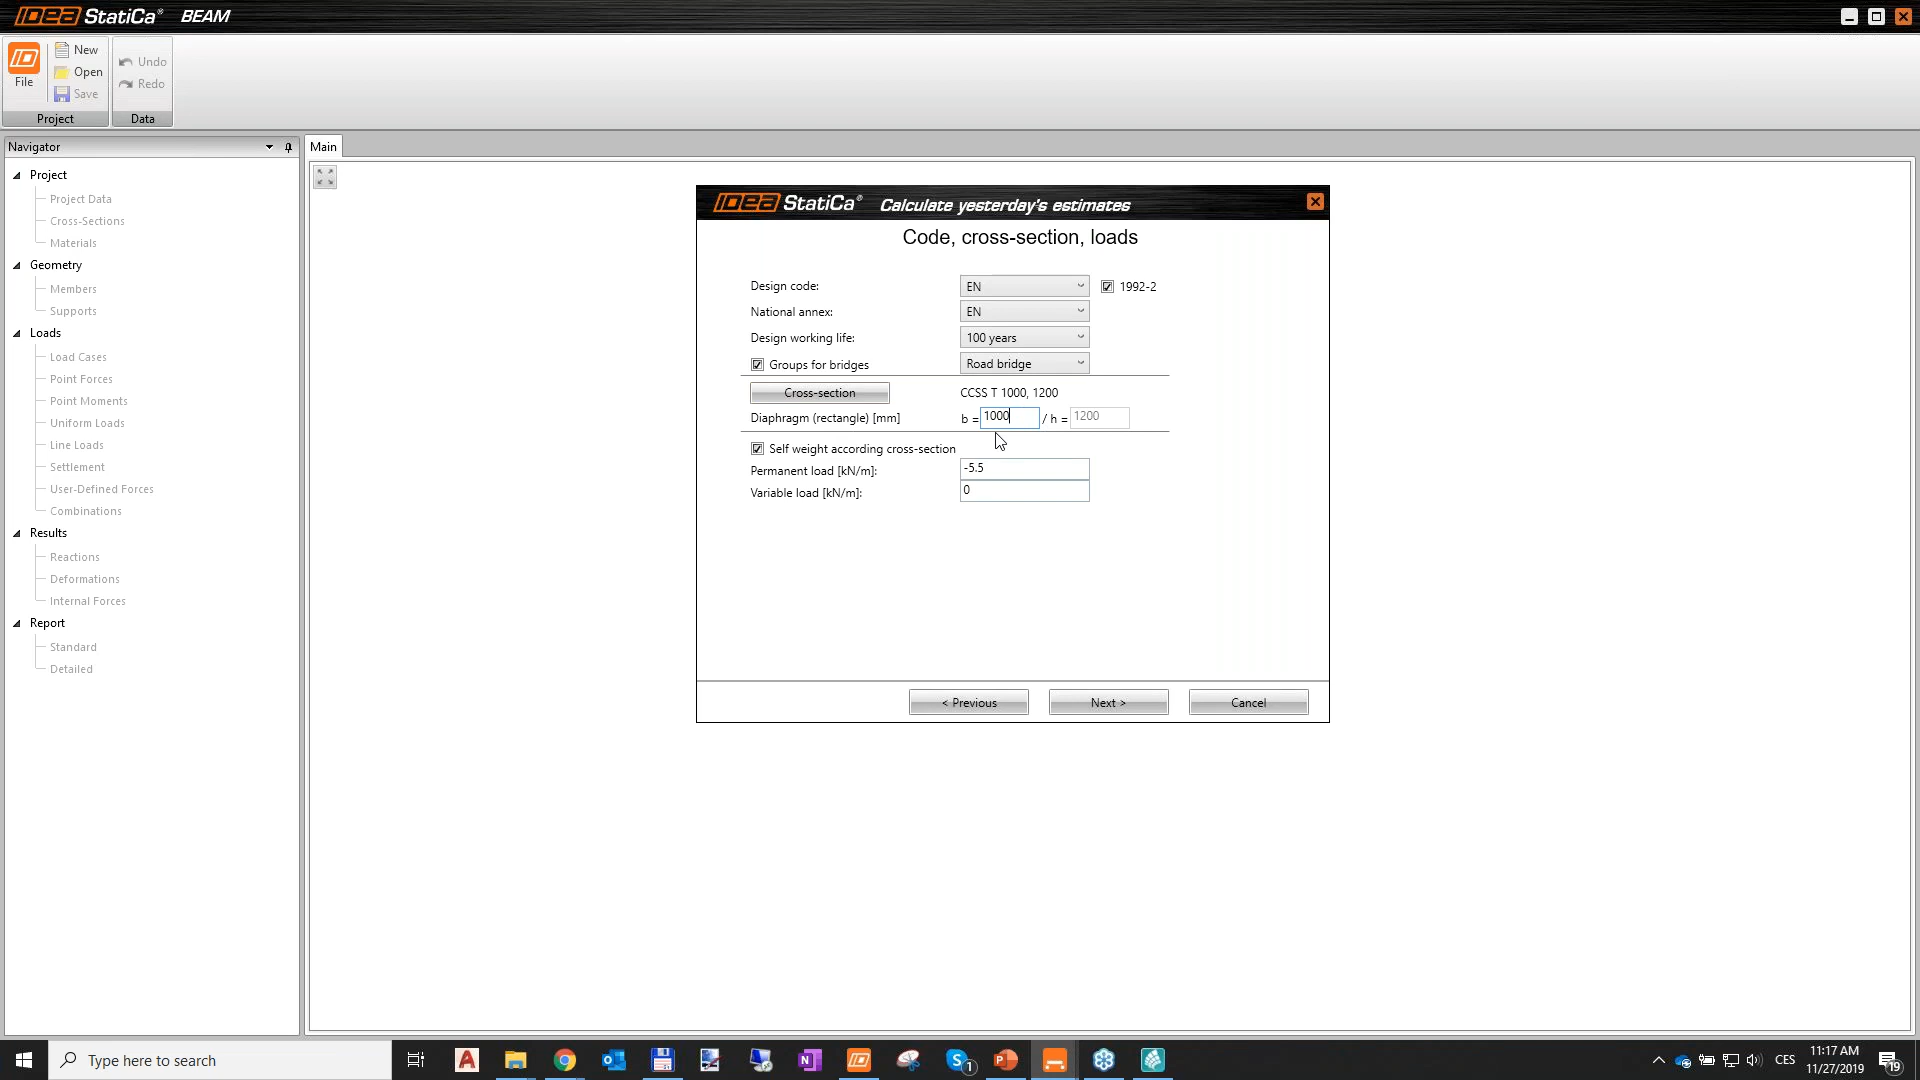 IDEA StatiCa® BEAM
File
New
Open
Save
Project
Undo
Redo
Data
Navigator
Project
Project Data
Cross-Sections
Materials
Geometry
Members
Supports
Loads
Load Cases
Point Forces
Point Moments
Uniform Loads
Line Loads
Settlement
User-Defined Forces
Combinations
Results
Reactions
Deformations
Internal Forces
Report
Standard
Detailed
Main
IDEA StatiCa® Calculate yesterday's estimates
Code, cross-section, loads
Design code: EN 1992-2
National annex: EN
Design working life: 100 years
Groups for bridges Road bridge
Cross-section CCSS T 1000, 1200
Diaphragm (rectangle) [mm] b = 1000 / h = 1200
Self weight according cross-section
Permanent load [kN/m]: -5.5
Variable load [kN/m]: 0
< Previous Next > Cancel
Type here to search
CES
11:17 AM
11/27/2019
19
1